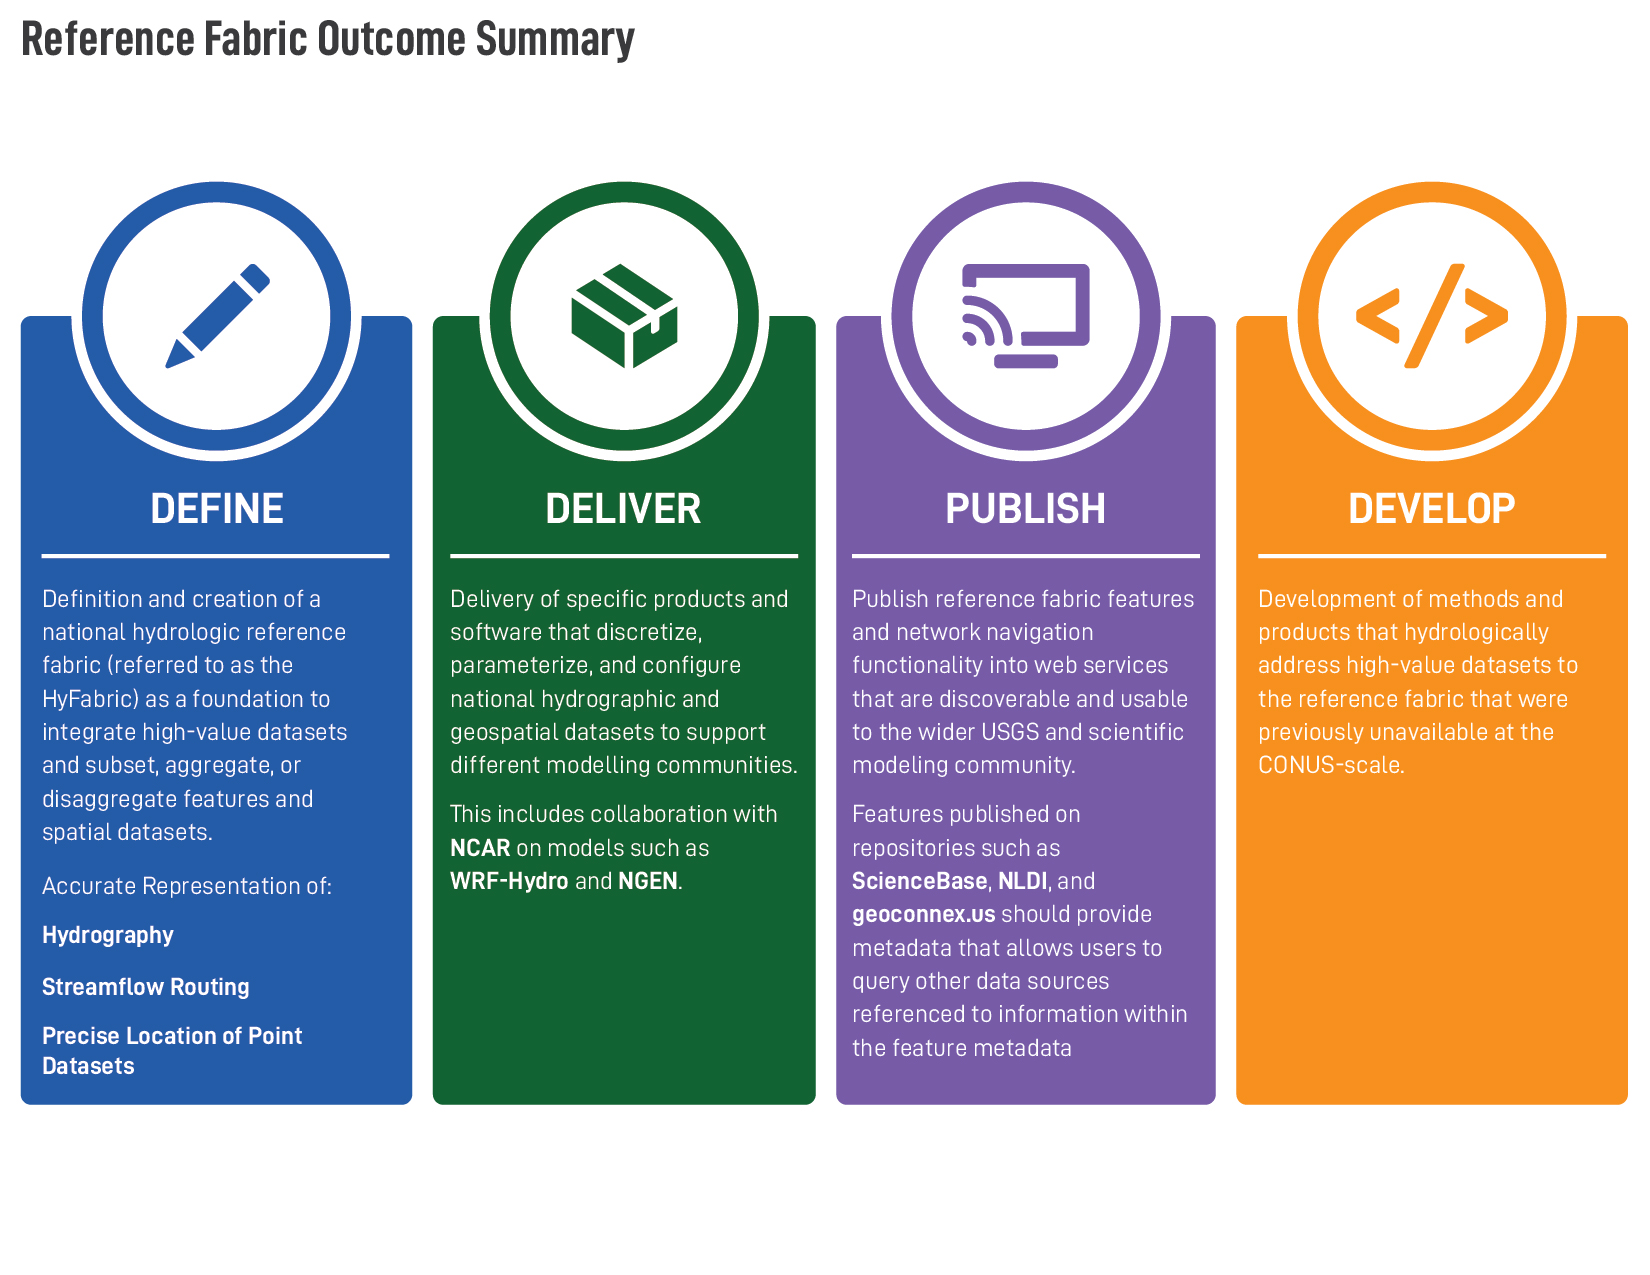 Reference Fabric Outcome Summary
DEFINE
Definition and creation of a
national hydrologic reference
fabric (referred to as the
HyFabric) as a foundation to
integrate high-value datasets
and subset, aggregate, or
disaggregate features and
spatial datasets.
Accurate Representation of:
Hydrography
Streamflow Routing
Precise Location of Point
Datasets
DELIVER
Delivery of specific products and
software that discretize,
parameterize, and configure
national hydrographic and
geospatial datasets to support
different modelling communities.
This includes collaboration with
NCAR on models such as
WRF-Hydro and NGEN.
PUBLISH
Publish reference fabric features
and network navigation
functionality into web services
that are discoverable and usable
to the wider USGS and scientific
modeling community.
Features published on
repositories such as
ScienceBase, NLDI, and
geoconnex.us should provide
metadata that allows users to
query other data sources
referenced to information within
the feature metadata
DEVELOP
Development of methods and
products that hydrologically
address high-value datasets to
the reference fabric that were
previously unavailable at the
CONUS-scale.